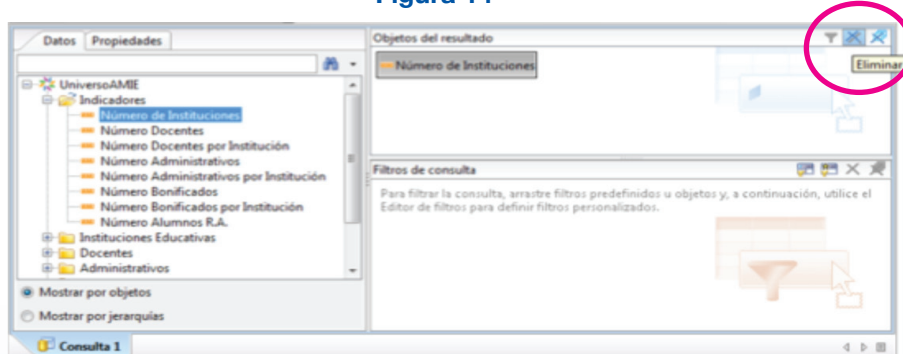 Datos Propiedades
UniversoAMIE
Indicadores
Número de Instituciones
Número Docentes
Número Docentes por Institución
Número Administrativos
Número Administrativos por Institución
Número Bonificados
Número Bonificados por Institución
Número Alumnos R.A.
Instituciones Educativas
Docentes
Administrativos
Mostrar por objetos
Mostrar por jerarquías
Consulta 1
Objetos del resultado
Número de Instituciones
Eliminar
Filtros de consulta
Para filtrar la consulta, arrastre filtros predefinidos u objetos y, a continuación, utilice el
Editor de filtros para definir filtros personalizados.